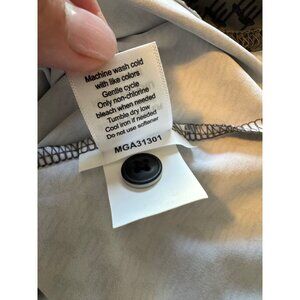 Machine wash cold
with like colors
Gentle cycle
Only non-chlorine
bleach when needed
Tumble dry low
Cool iron if needed
Do not use softener
MGA31301